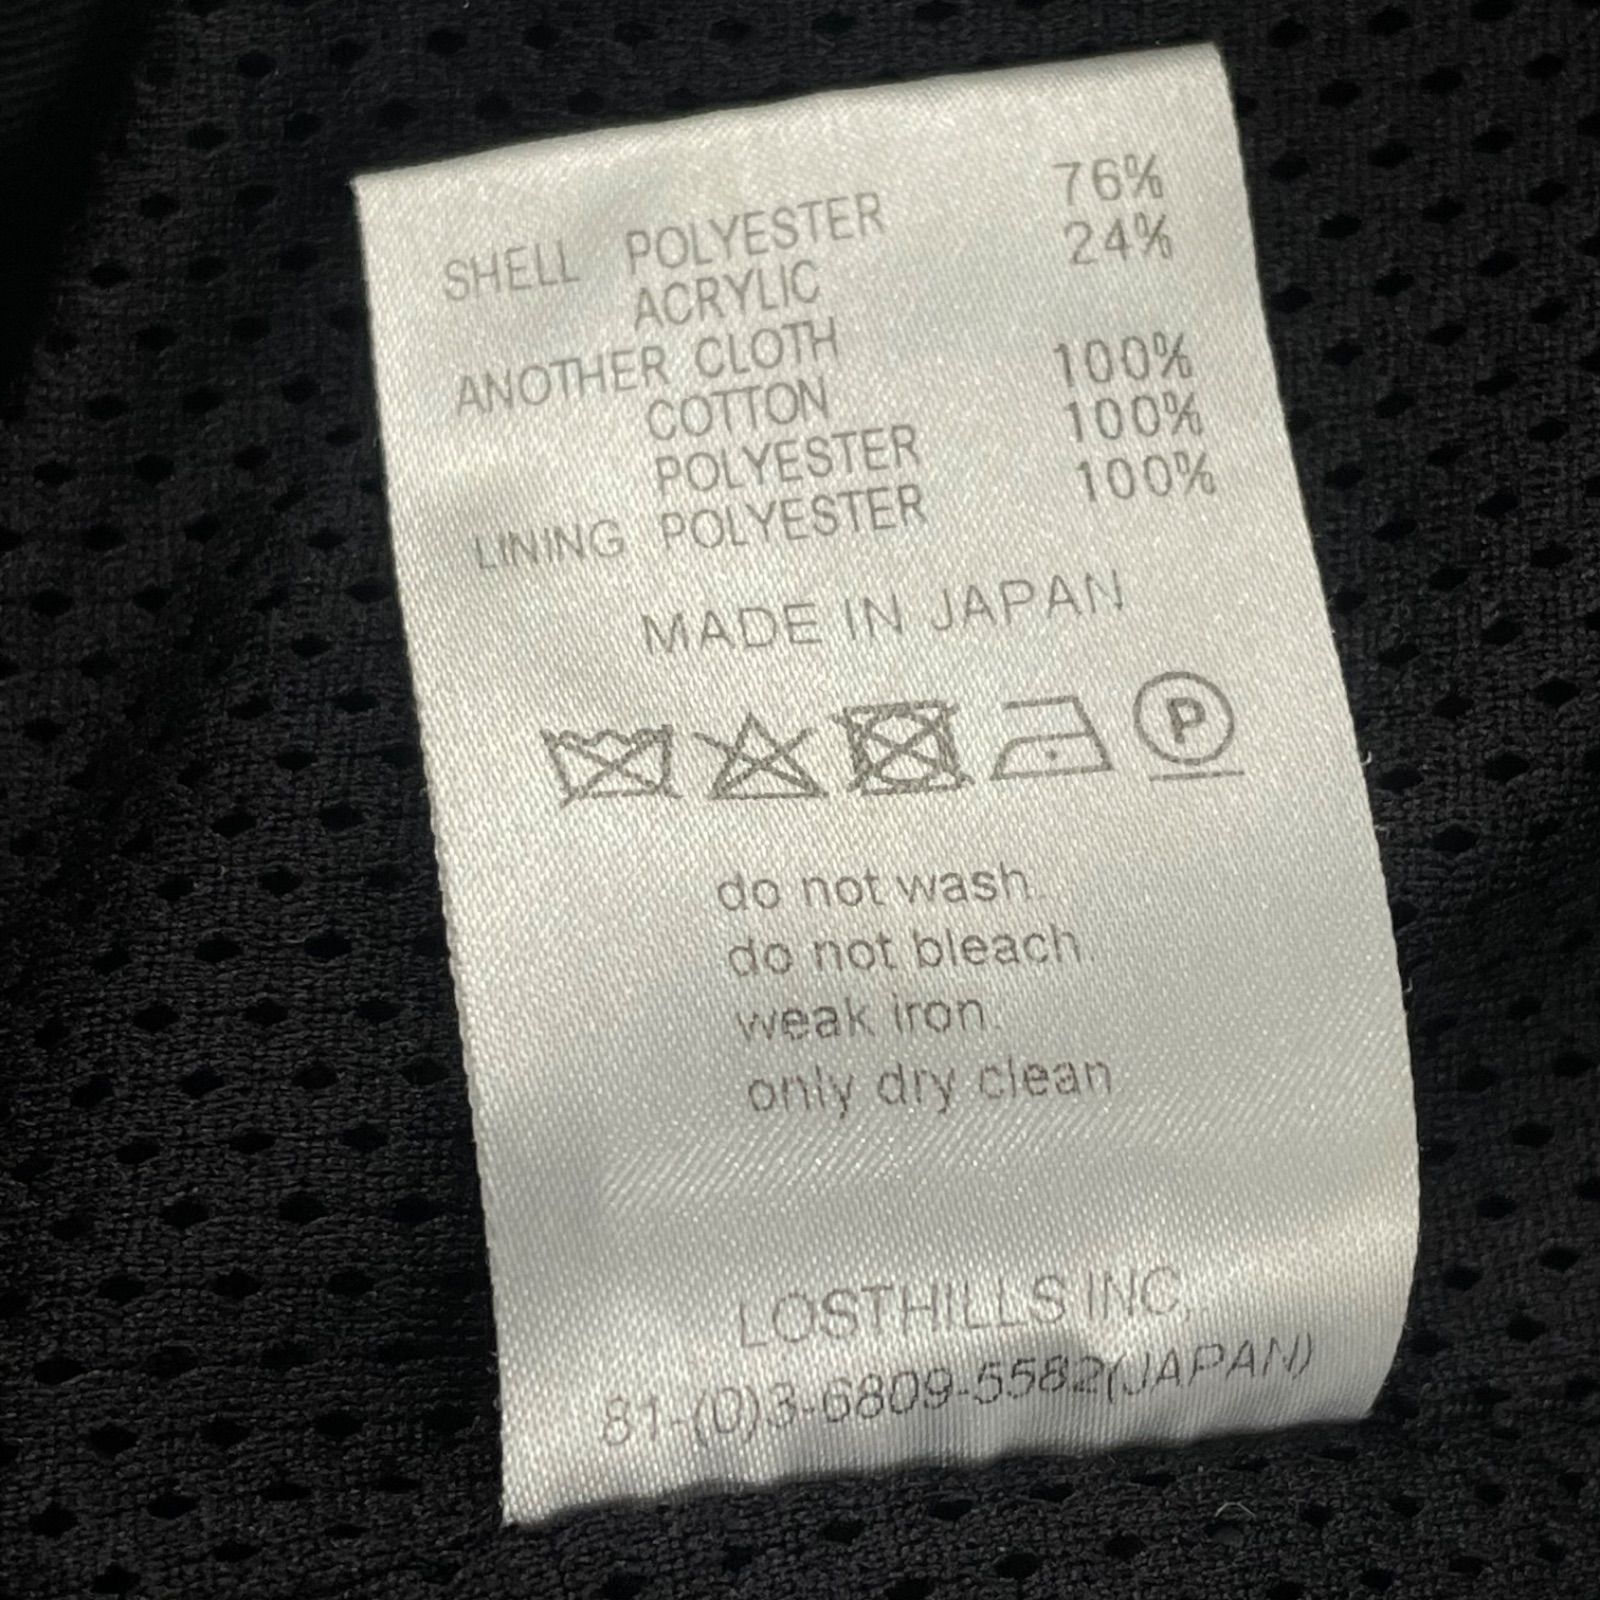 SHELL POLYESTER 76%
ACRYLIC 24%
ANOTHER CLOTH
COTTON 100%
POLYESTER 100%
LINING POLYESTER 100%
MADE IN JAPAN
P
do not wash.
do not bleach.
weak iron.
only dry clean
LOSTHILLS INC,
81-(0)3-6809-5582(JAPAN)